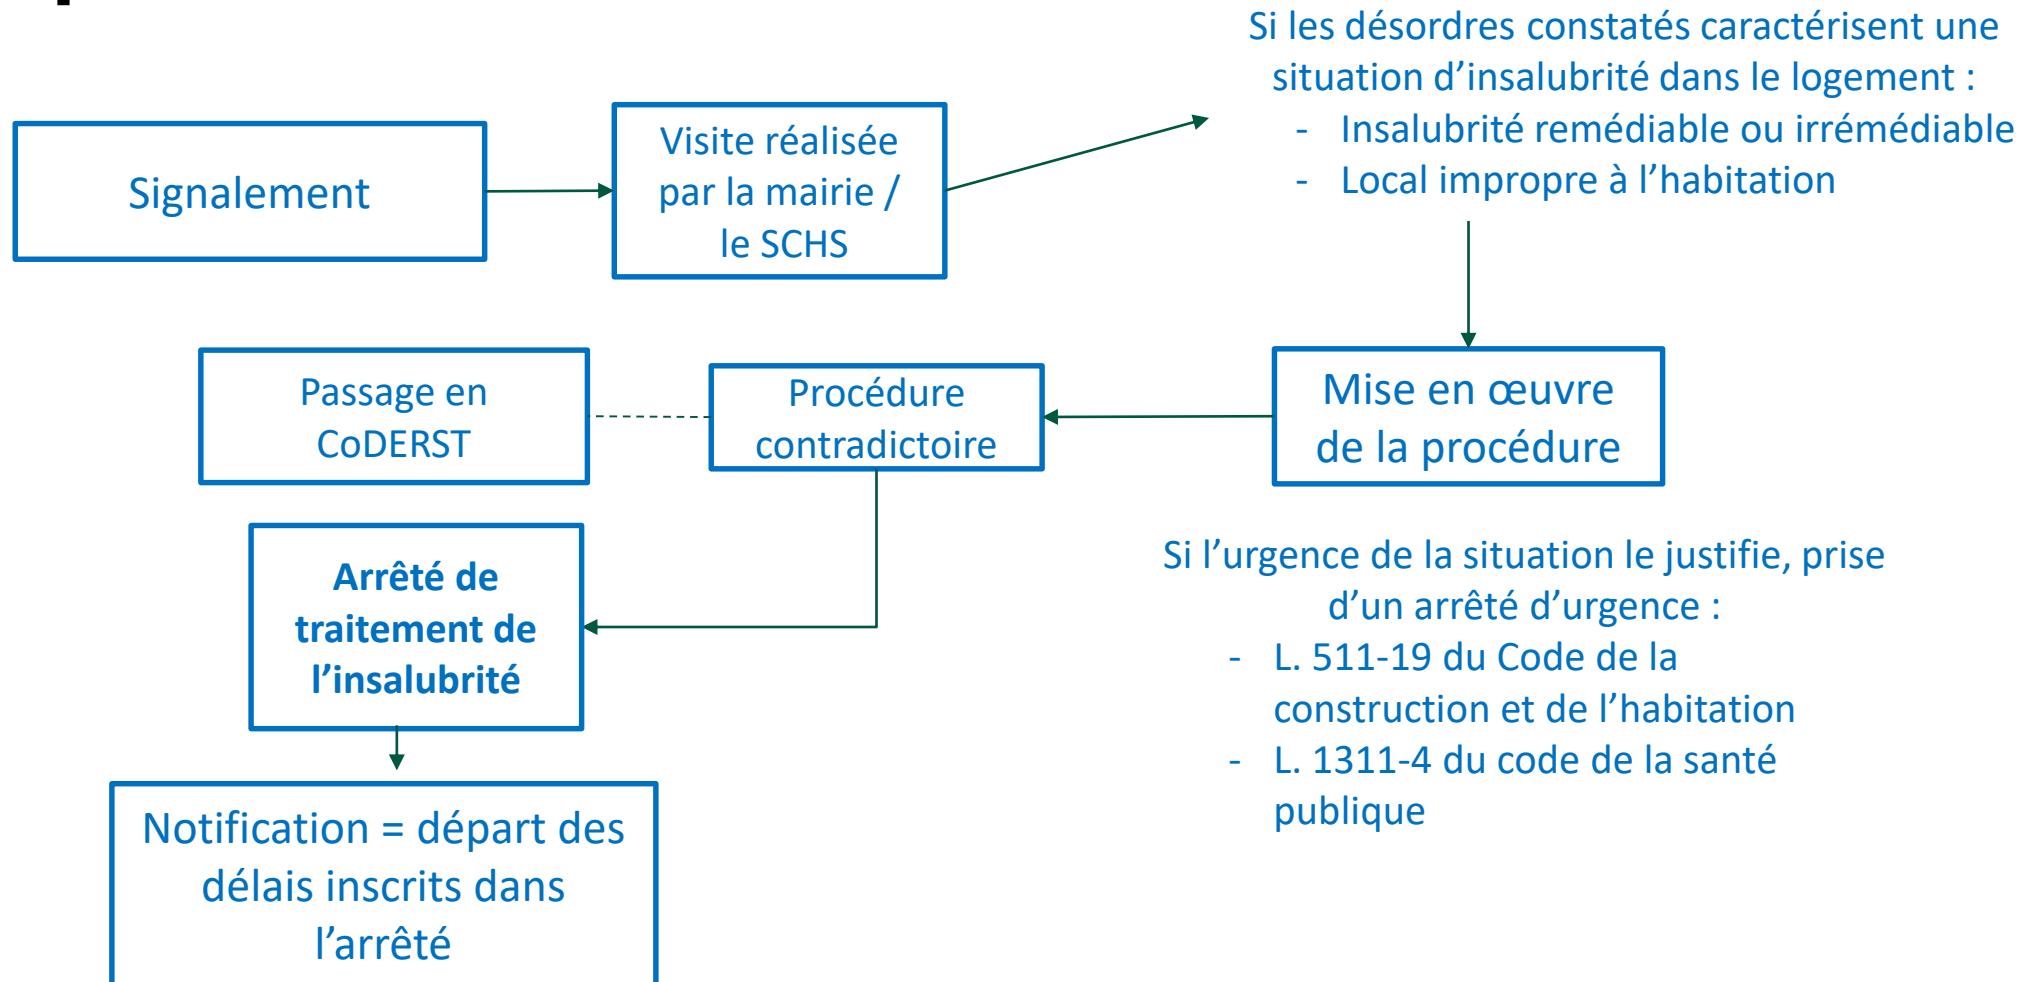 Signalement
Visite réalisée
par la mairie /
le SCHS
Si les désordres constatés caractérisent une
situation d’insalubrité dans le logement :
- Insalubrité remédiable ou irrémédiable
- Local impropre à l’habitation
Mise en œuvre
de la procédure
Procédure
contradictoire
Passage en
CoDERST
Arrêté de
traitement de
l’insalubrité
Notification = départ des
délais inscrits dans
l’arrêté
Si l’urgence de la situation le justifie, prise
d’un arrêté d’urgence :
- L. 511-19 du Code de la
construction et de l’habitation
- L. 1311-4 du code de la santé
publique